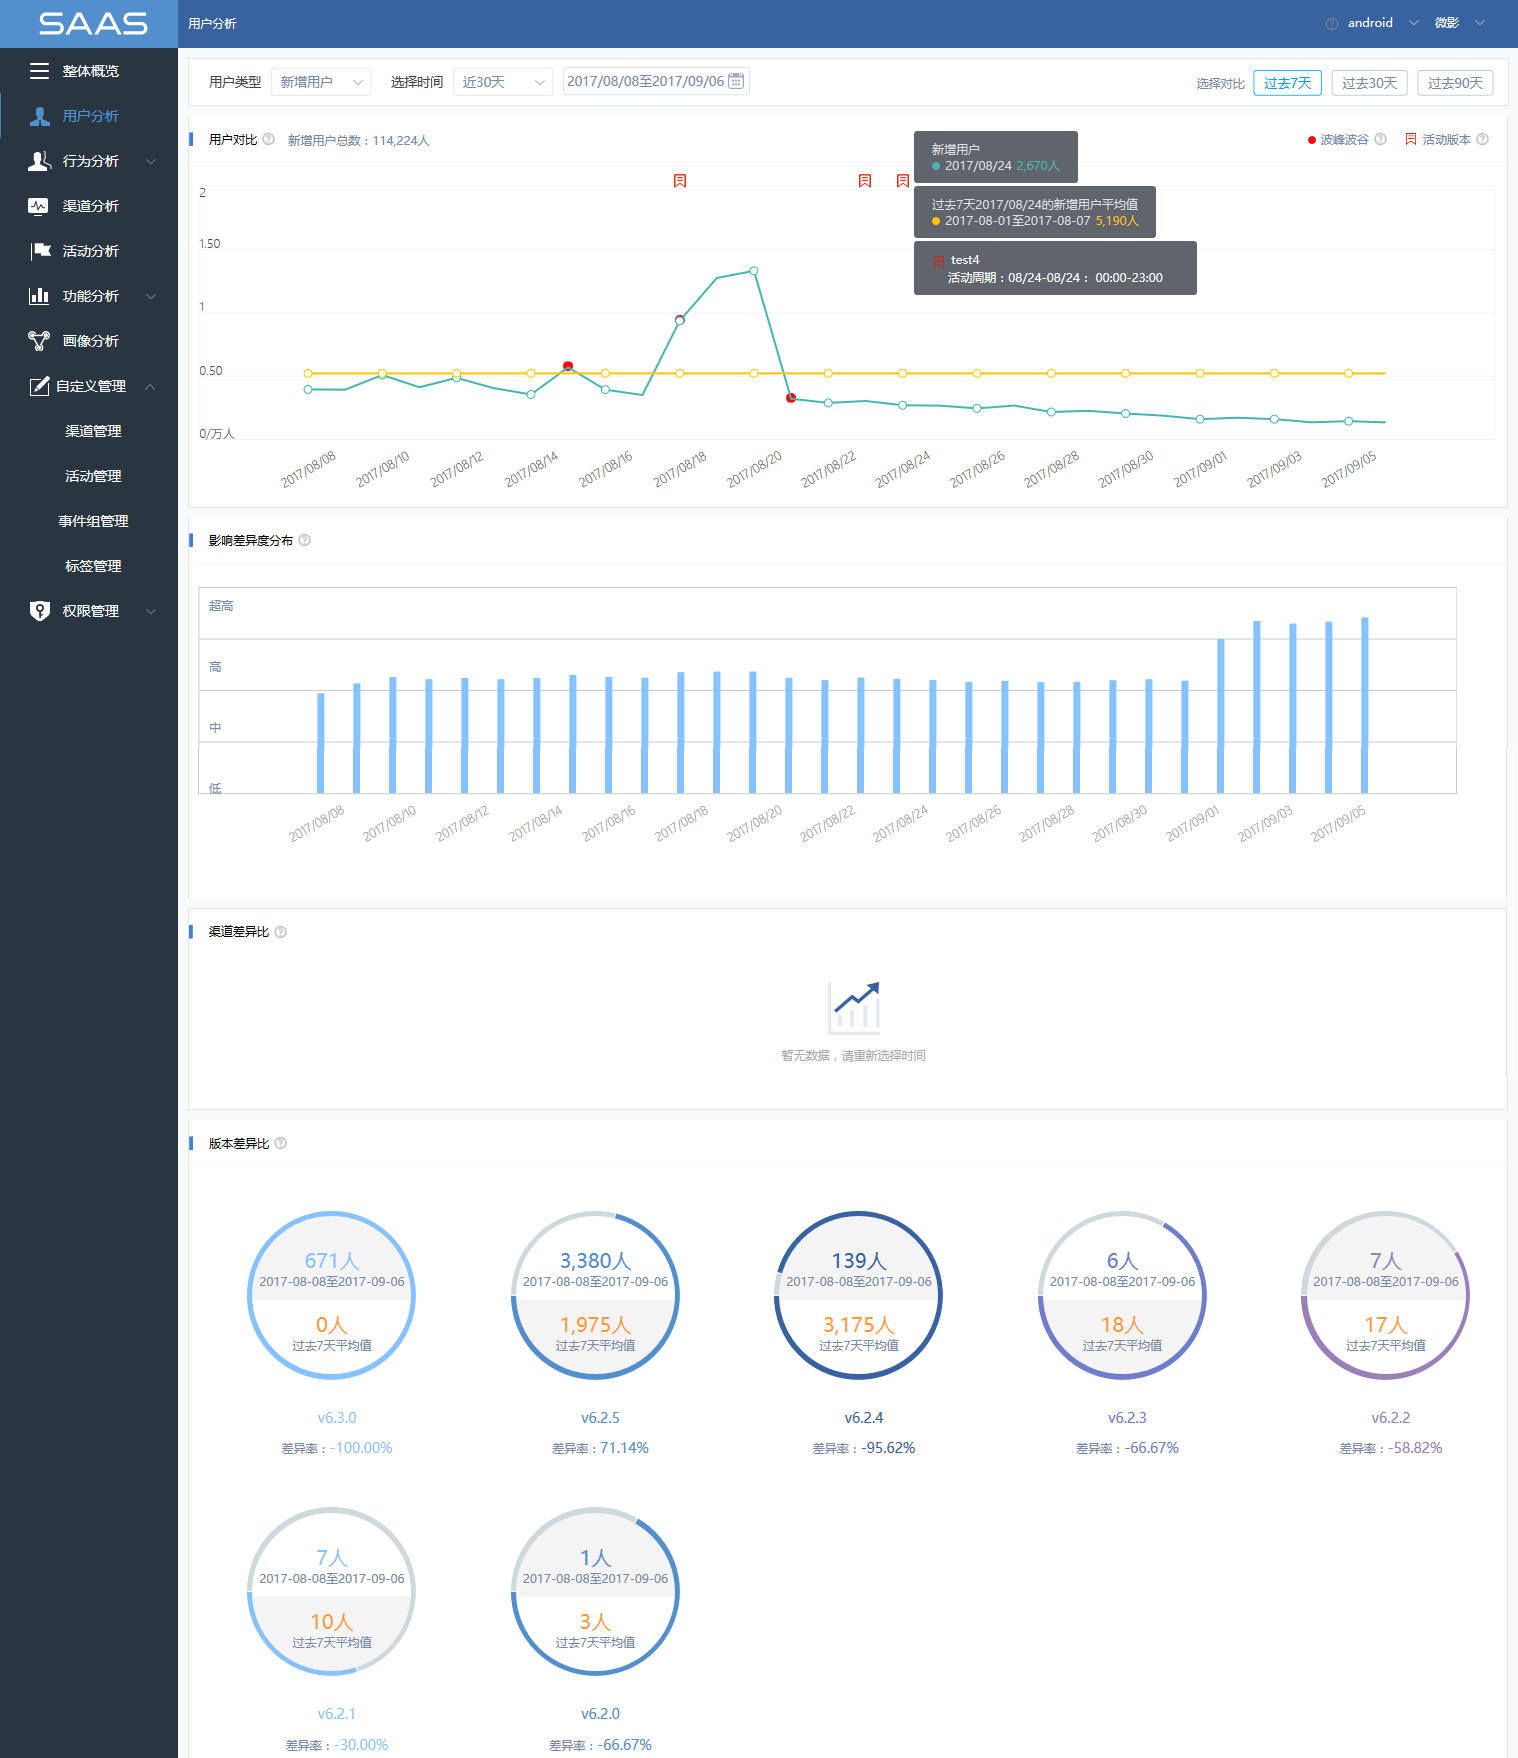 SAAS
用户分析
android
微影
整体概览
用户分析
行为分析
渠道分析
活动分析
功能分析
画像分析
自定义管理
渠道管理
活动管理
事件组管理
标签管理
权限管理
用户类型 新增用户 选择时间 近30天 2017/08/08至2017/09/06
选择对比 过去7天 过去30天 过去90天
用户对比 新增用户总数：114,224人
波峰波谷 活动版本
新增用户
2017/08/24 2,670人
过去7天2017/08/24的新增用户平均值
2017-08-01至2017-08-07 5,190人
test4
活动周期：08/24-08/24： 00:00-23:00
2
1.50
1
0.50
0/万人
2017/08/08 2017/08/10 2017/08/12 2017/08/14 2017/08/16 2017/08/18 2017/08/20 2017/08/22 2017/08/24 2017/08/26 2017/08/28 2017/08/30 2017/09/01 2017/09/03 2017/09/05
影响差异度分布
超高
高
中
低
2017/08/08 2017/08/10 2017/08/12 2017/08/14 2017/08/16 2017/08/18 2017/08/20 2017/08/22 2017/08/24 2017/08/26 2017/08/28 2017/08/30 2017/09/01 2017/09/03 2017/09/05
渠道差异比
暂无数据，请重新选择时间
版本差异比
671人 3,380人 139人 6人 7人
2017-08-08至2017-09-06 2017-08-08至2017-09-06 2017-08-08至2017-09-06 2017-08-08至2017-09-06 2017-08-08至2017-09-06
0人 1,975人 3,175人 18人 17人
过去7天平均值 过去7天平均值 过去7天平均值 过去7天平均值 过去7天平均值
v6.3.0 v6.2.5 v6.2.4 v6.2.3 v6.2.2
差异率：-100.00% 差异率：71.14% 差异率：-95.62% 差异率：-66.67% 差异率：-58.82%
7人 1人
2017-08-08至2017-09-06 2017-08-08至2017-09-06
10人 3人
过去7天平均值 过去7天平均值
v6.2.1 v6.2.0
差异率：-30.00% 差异率：-66.67%